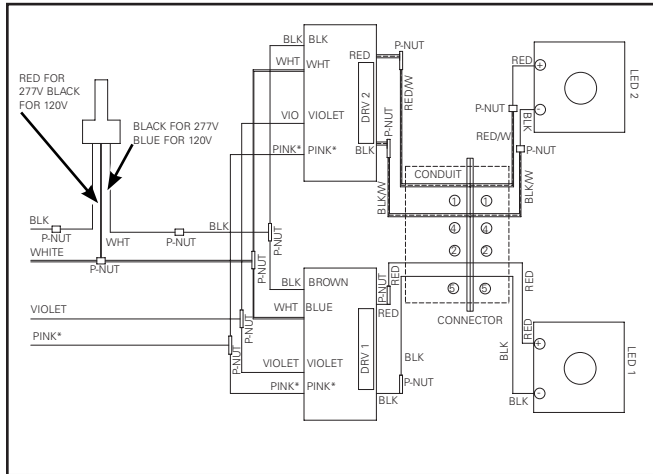 RED FOR
277V BLACK
FOR 120V
BLACK FOR 277V
BLUE FOR 120V
BLK
P-NUT
WHT
P-NUT
BLK
WHITE
P-NUT
VIOLET
PINK*
BLK BLK
WHT WHT
VIO VIOLET
PINK* PINK*
DRV 2
RED
BLK
P-NUT
RED/W
P-NUT
BLK/W
P-NUT
P-NUT
P-NUT
P-NUT
BLK BROWN
WHT BLUE
VIOLET VIOLET
PINK* PINK*
DRV 1
RED
BLK
P-NUT
RED
BLK
P-NUT
CONDUIT
1 1
4 4
2 2
5 5
CONNECTOR
RED
P-NUT
RED/W
BLK
P-NUT
BLK/W
+
-
LED 2
RED
RED
BLK
BLK
+
-
LED 1